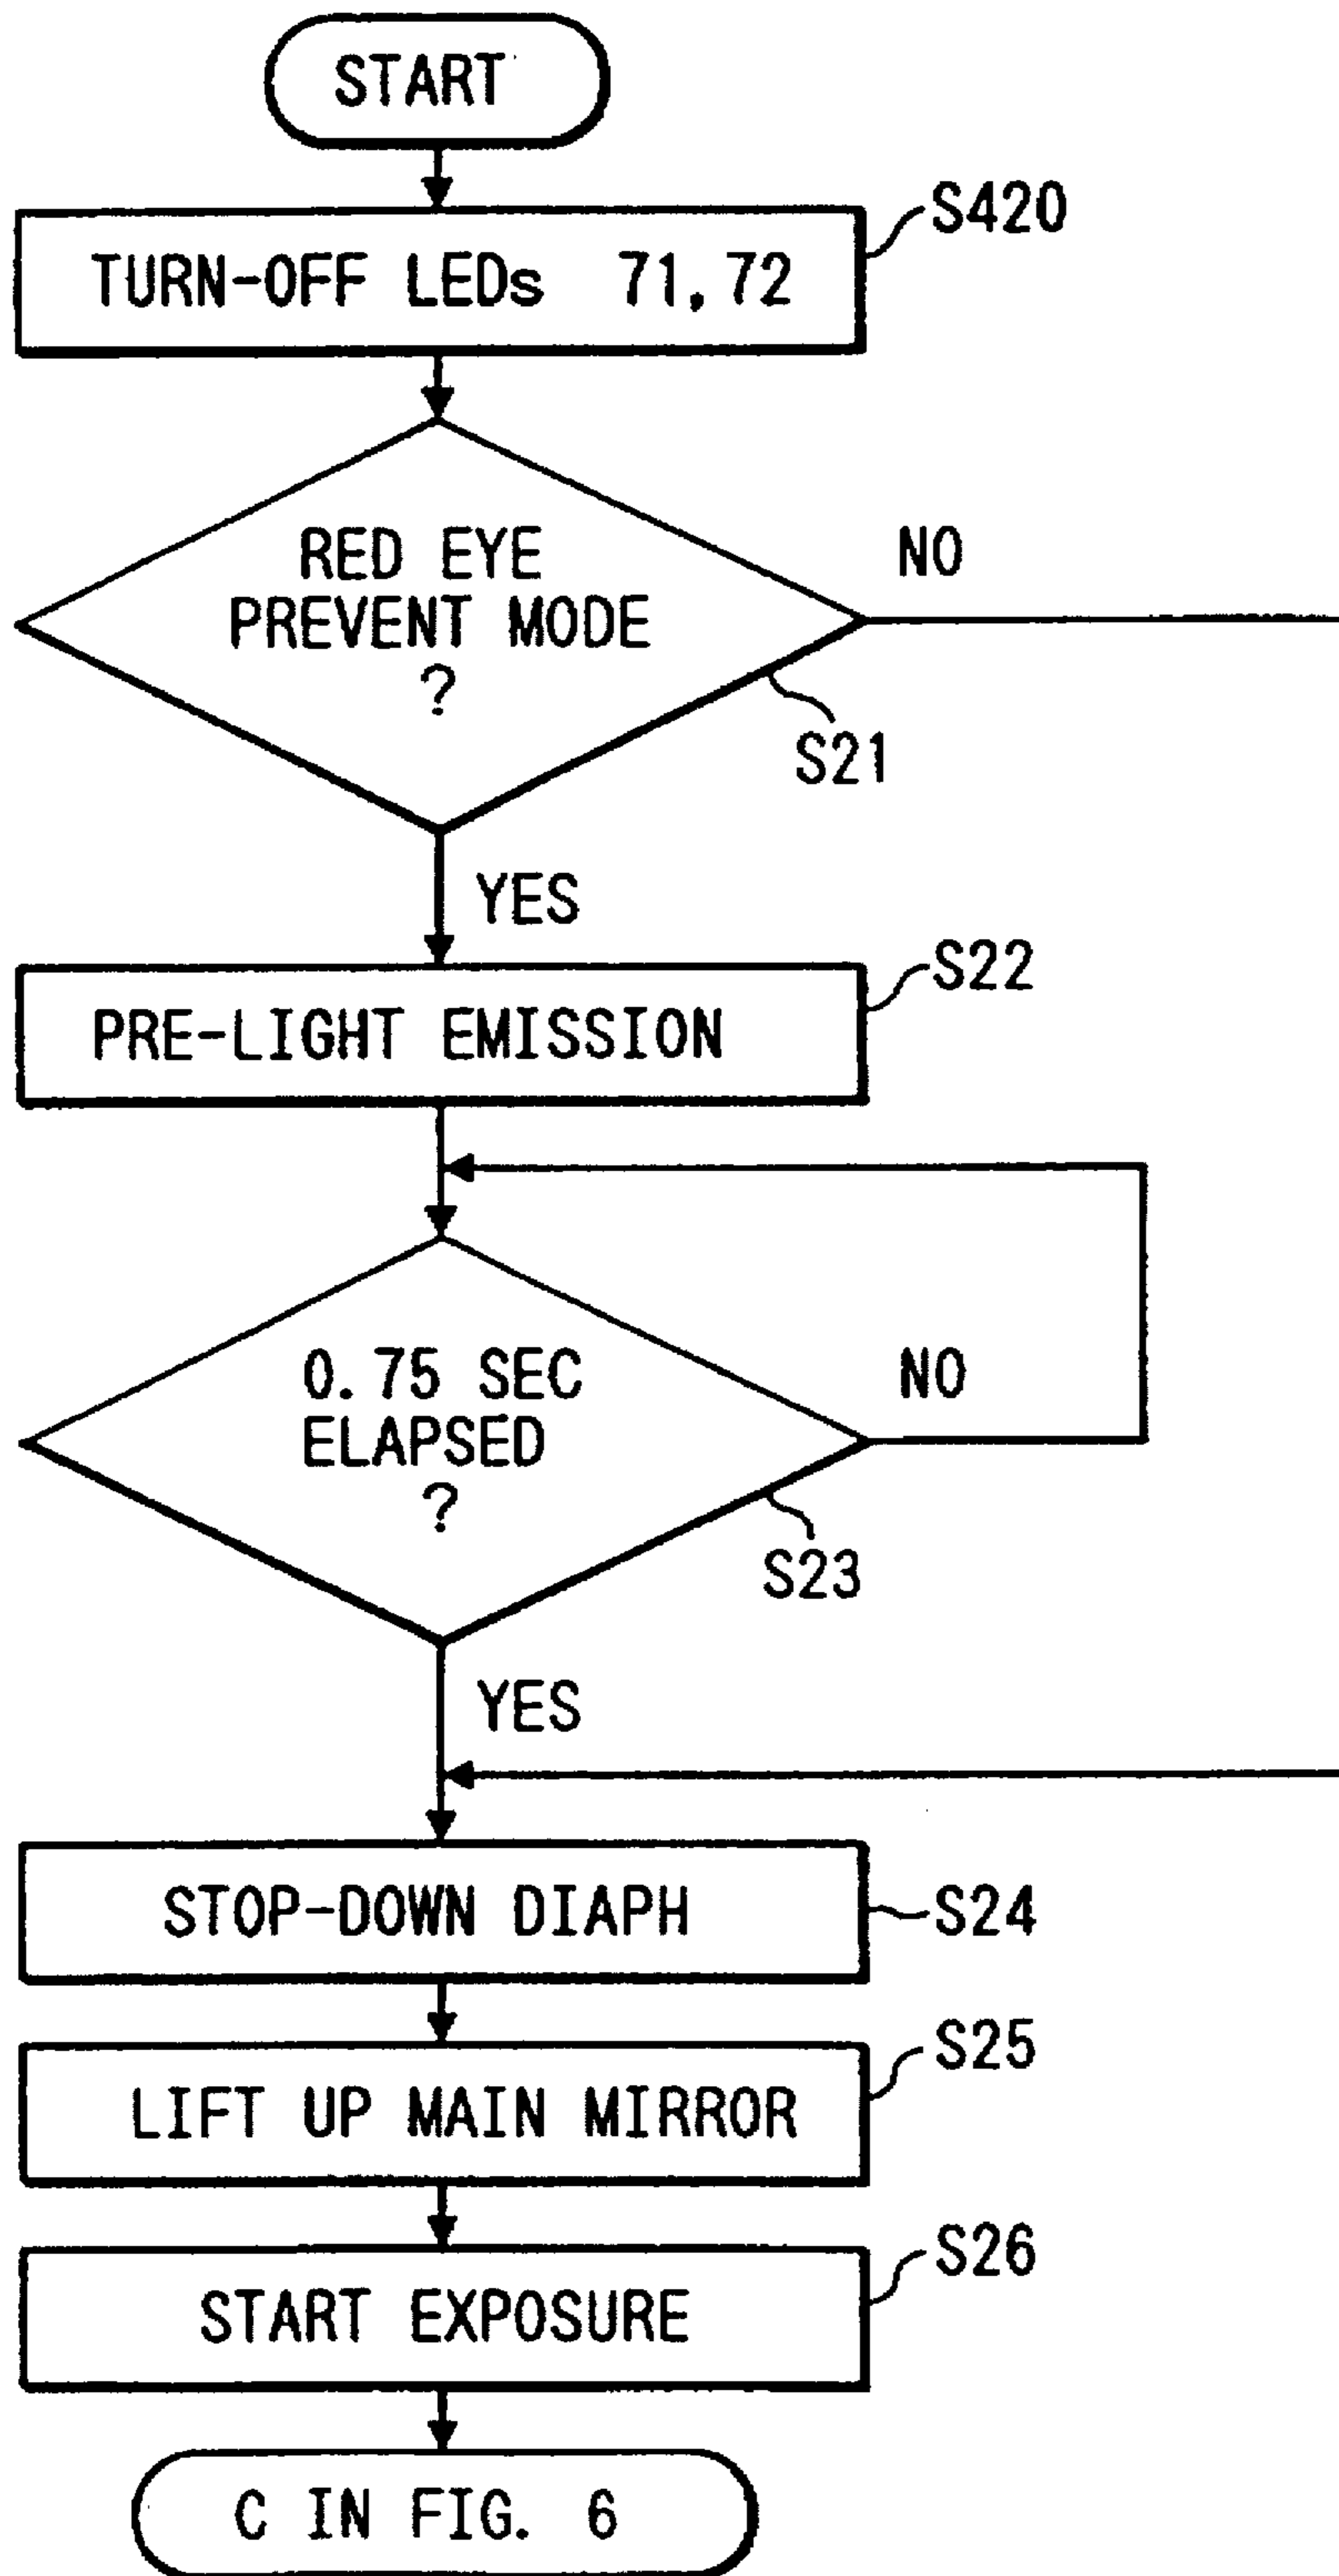 START
S420
TURN-OFF LEDs 71, 72
RED EYE
PREVENT MODE
?
NO
S21
YES
S22
PRE-LIGHT EMISSION
0.75 SEC
ELAPSED
?
NO
S23
YES
STOP-DOWN DIAPH
S24
S25
LIFT UP MAIN MIRROR
S26
START EXPOSURE
C IN FIG. 6